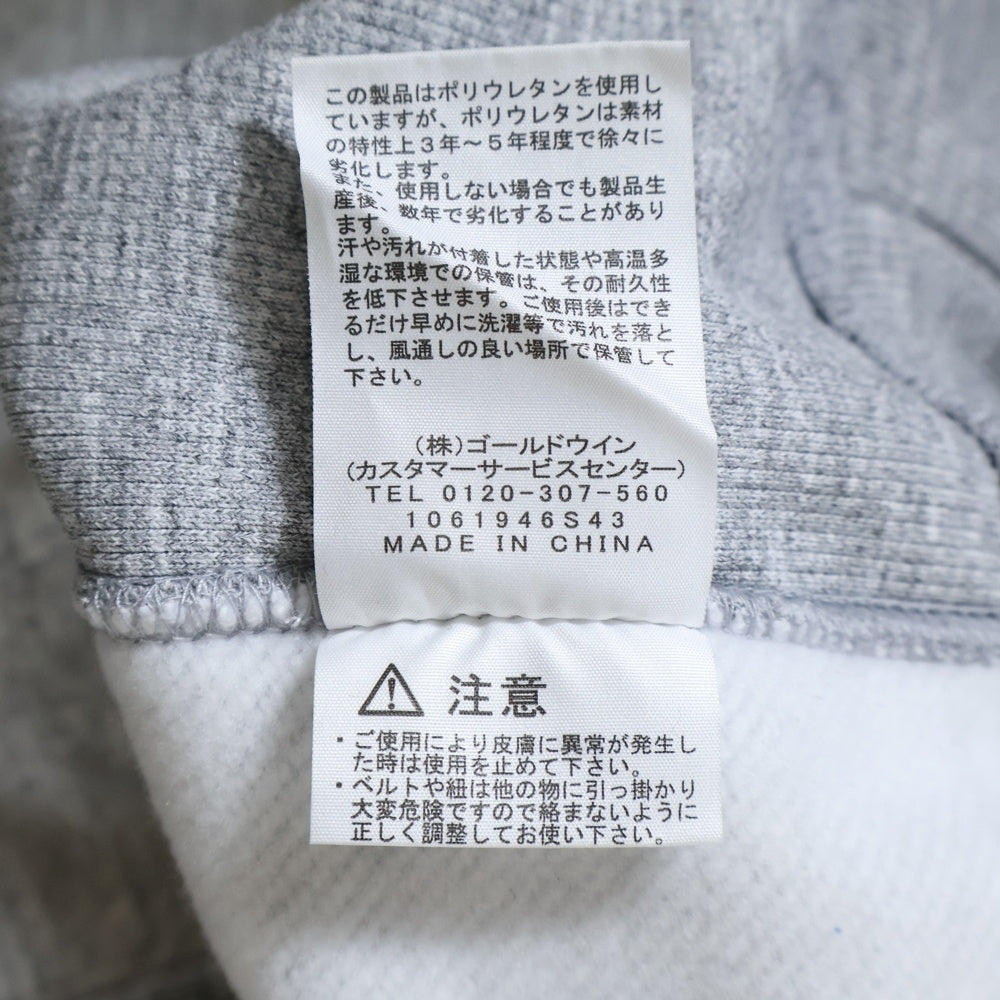 この製品はポリウレタンを使用し
ていますが、ポリウレタンは素材
の特性上3年～5年程度で徐々に
劣化します。
また、使用しない場合でも製品生
産後、数年で劣化することがあり
ます。
汗や汚れが付着した状態や高温多
湿な環境での保管は、その耐久性
を低下させます。ご使用後はでき
るだけ早めに洗濯等で汚れを落と
し、風通しの良い場所で保管して
下さい。
(株)ゴールドウイン
(カスタマーサービスセンター)
TEL 0120-307-560
1061946S43
MADE IN CHINA
注意
・ご使用により皮膚に異常が発生し
た時は使用を止めて下さい。
・ベルトや紐は他の物に引っ掛かり
大変危険ですので絡まないように
正しく調整してお使い下さい。